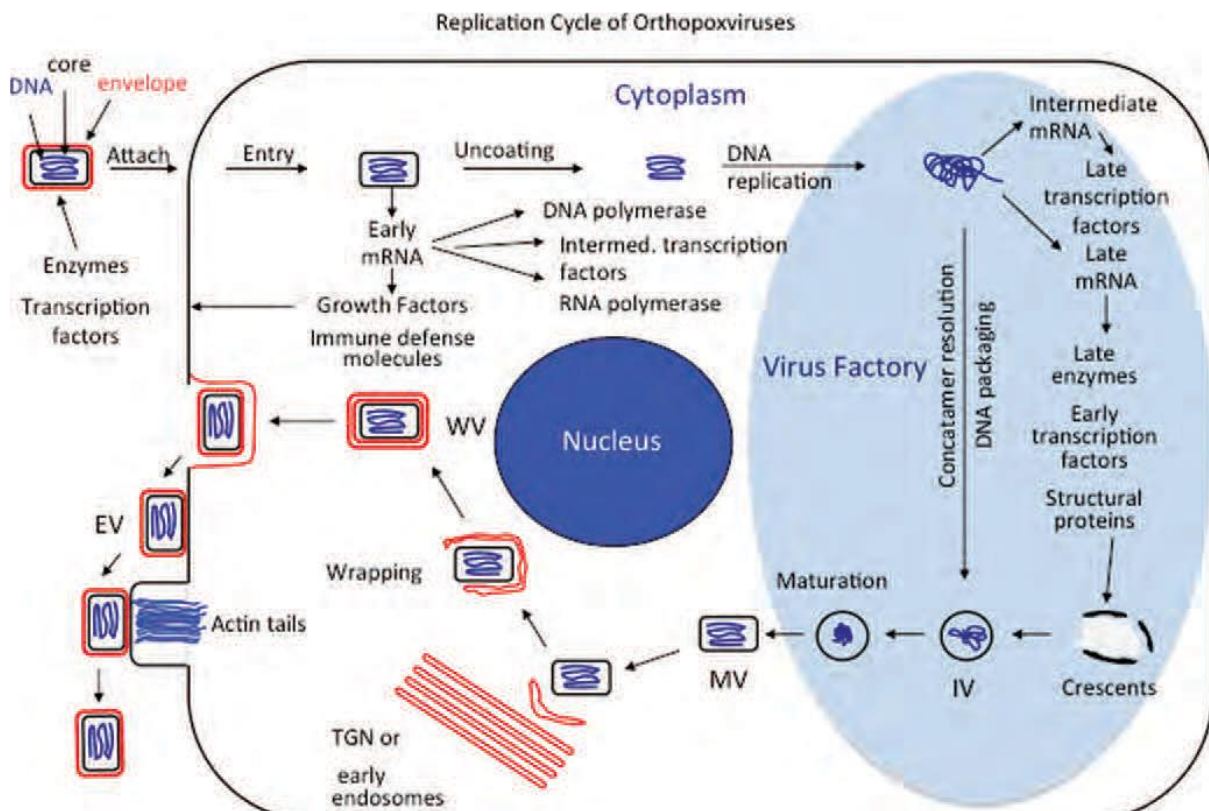 Replication Cycle of Orthopoxviruses
core
DNA
envelope
Attach
Enzymes
Transcription
factors
Cytoplasm
Entry
Uncoating
DNA
replication
Early
mRNA
DNA polymerase
Intermed. transcription
factors
RNA polymerase
Growth Factors
Immune defense
molecules
Intermediate
mRNA
Late
transcription
factors
Late
mRNA
Late
enzymes
Early
transcription
factors
Structural
proteins
Virus Factory
Concatamer resolution
DNA packaging
Nucleus
WV
EV
Wrapping
Actin tails
Maturation
MV
IV
Crescents
TGN or
early
endosomes